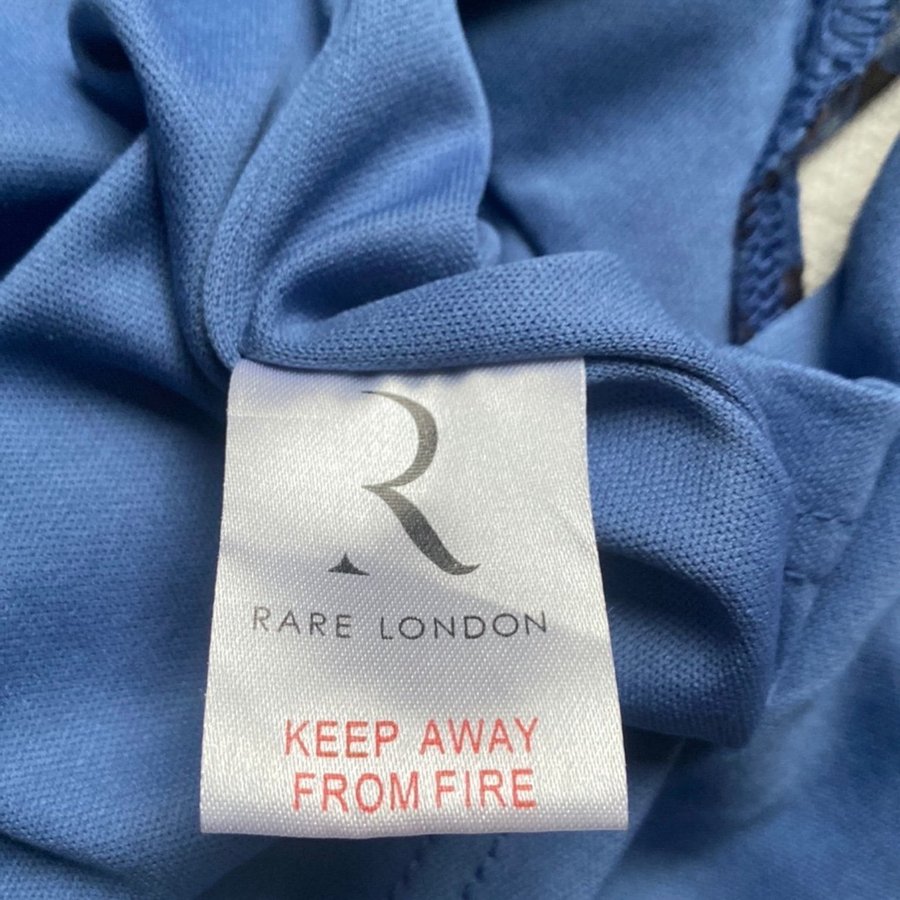 R
RARE LONDON
KEEP AWAY
FROM FIRE